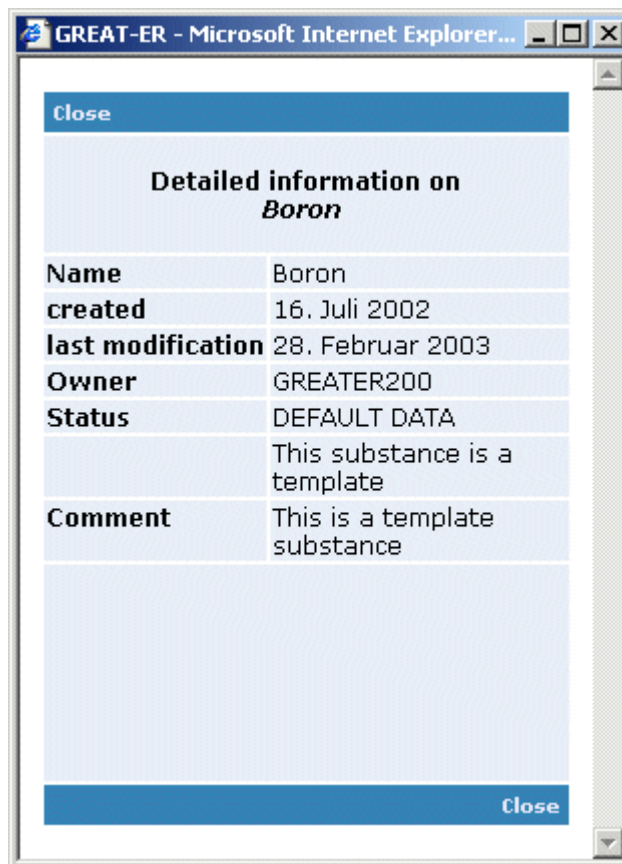 GREAT-ER - Microsoft Internet Explorer...
Close
Detailed information on
Boron
Name Boron
created 16. Juli 2002
last modification 28. Februar 2003
Owner GREATER200
Status DEFAULT DATA
This substance is a
template
Comment This is a template
substance
Close